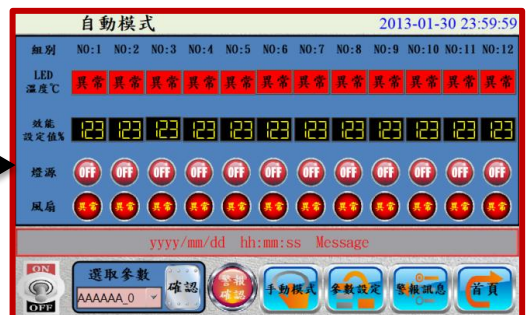 自動模式 2013-01-30 23:59:59
組別 NO:1 NO:2 NO:3 NO:4 NO:5 NO:6 NO:7 NO:8 NO:9 NO:10 NO:11 NO:12
LED
溫度℃ 異常 異常 異常 異常 異常 異常 異常 異常 異常 異常 異常 異常
效能
設定值% 123 123 123 123 123 123 123 123 123 123 123 123
燈源 OFF OFF OFF OFF OFF OFF OFF OFF OFF OFF OFF OFF
風扇 異常 異常 異常 異常 異常 異常 異常 異常 異常 異常 異常 異常
yyyy/mm/dd hh:mm:ss Message
ON
OFF
選取參數
AAAAAA_0
確認
警報
確認
手動模式
參數設定
警報訊息
首頁